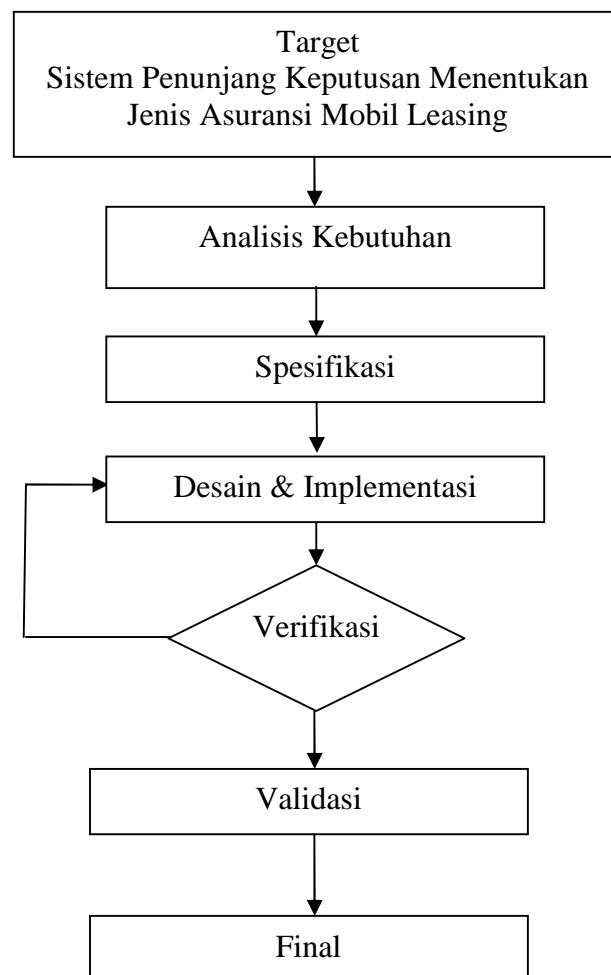 Target
Sistem Penunjang Keputusan Menentukan
Jenis Asuransi Mobil Leasing
Analisis Kebutuhan
Spesifikasi
Desain & Implementasi
Verifikasi
Validasi
Final